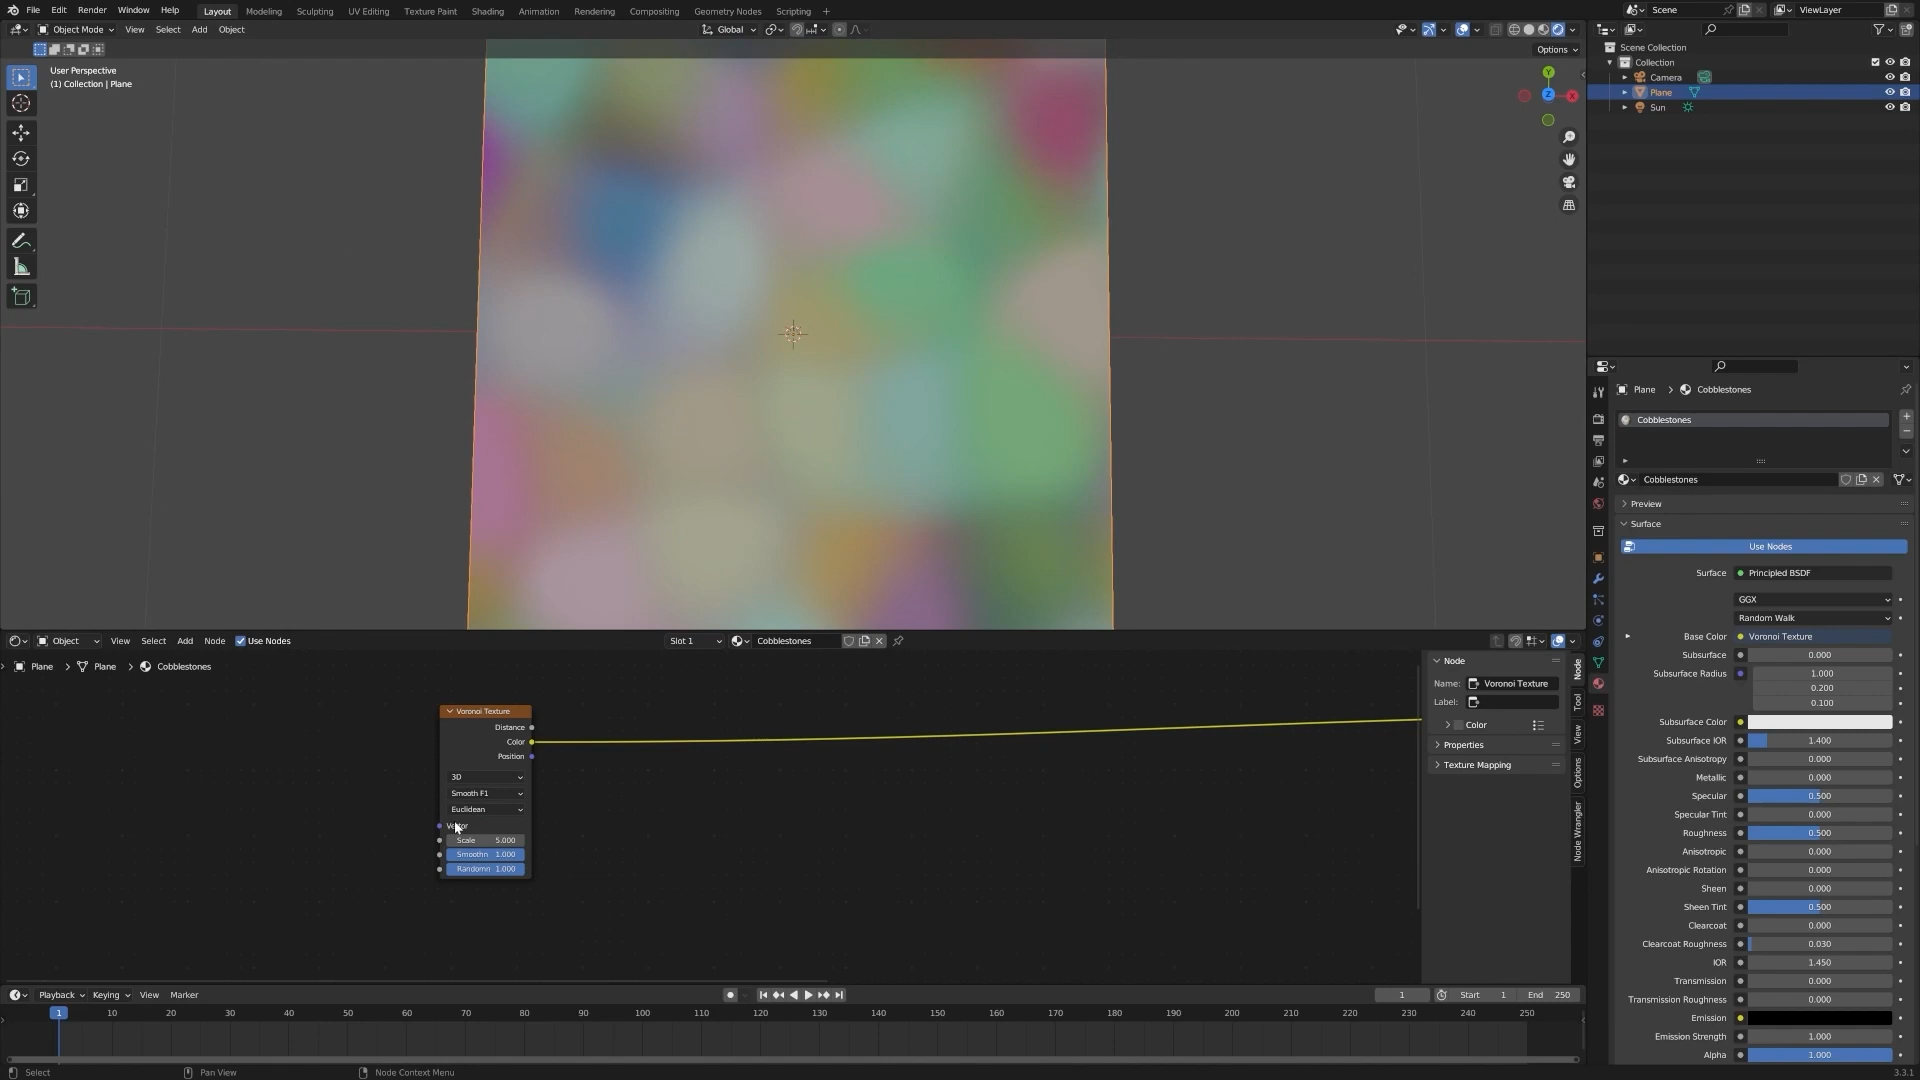 File Edit Render Window Help Layout Modeling Sculpting UV Editing Texture Paint Shading Animation Rendering Compositing Geometry Nodes Scripting + Scene ViewLayer
Object Mode View Select Add Object Global
Options
User Perspective
(1) Collection | Plane
Y
Z
X
Scene Collection
Collection
Camera
Plane
Sun
Plane > Cobblestones
Cobblestones
Cobblestones
Preview
Surface
Use Nodes
Surface Principled BSDF
GGX
Random Walk
Base Color Voronoi Texture
Subsurface 0.000
Subsurface Radius 1.000
0.200
0.100
Subsurface Color
Subsurface IOR 1.400
Subsurface Anisotropy 0.000
Metallic 0.000
Specular 0.500
Specular Tint 0.000
Roughness 0.500
Anisotropic 0.000
Anisotropic Rotation 0.000
Sheen 0.000
Sheen Tint 0.500
Clearcoat 0.000
Clearcoat Roughness 0.030
IOR 1.450
Transmission 0.000
Transmission Roughness 0.000
Emission
Emission Strength 1.000
Alpha 1.000
Object View Select Add Node Use Nodes Slot 1 Cobblestones
Plane > Plane > Cobblestones
Voronoi Texture
Distance
Color
Position
3D
Smooth F1
Euclidean
Scale 5.000
Smoothn 1.000
Randomn 1.000
Node
Name: Voronoi Texture
Label:
Color
Properties
Texture Mapping
Node
Tool
View
Options
Node Wrangler
Playback Keying View Marker 1 Start 1 End 250
1 10 20 30 40 50 60 70 80 90 100 110 120 130 140 150 160 170 180 190 200 210 220 230 240 250
Select Pan View Node Context Menu 3.3.1